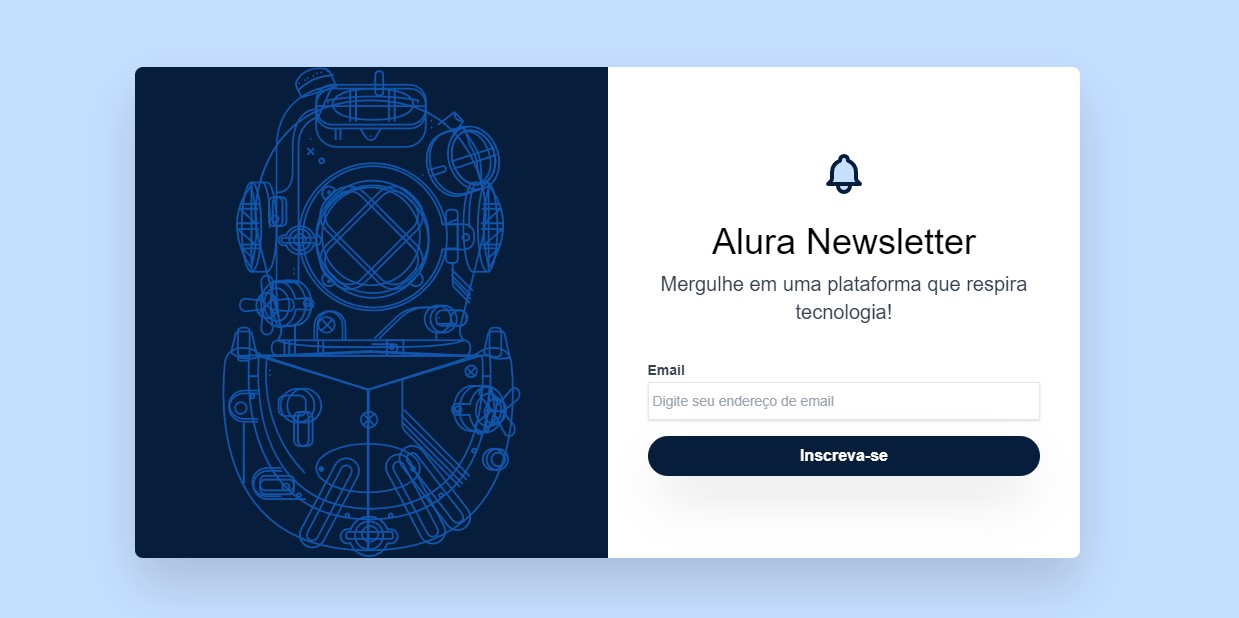 Alura Newsletter
Mergulhe em uma plataforma que respira
tecnologia!
Email
Digite seu endereço de email
Inscreva-se